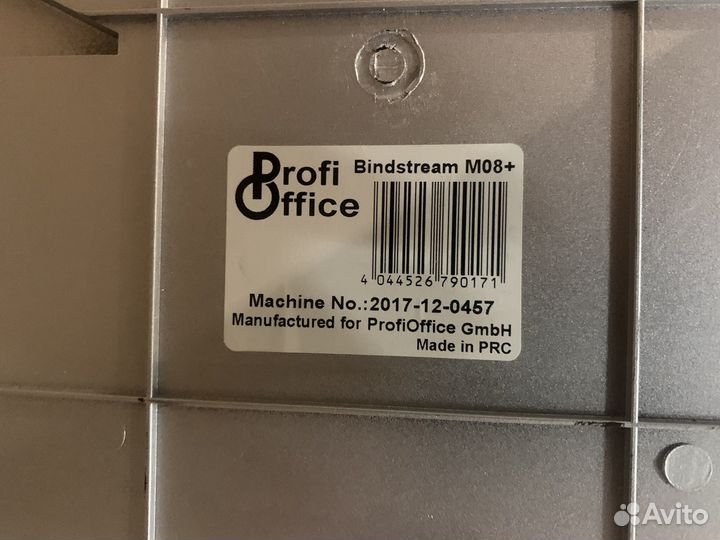 Profi
Office
Bindstream M08+
4 044526 790171
Machine No.:2017-12-0457
Manufactured for ProfiOffice GmbH
Made in PRC
Avito